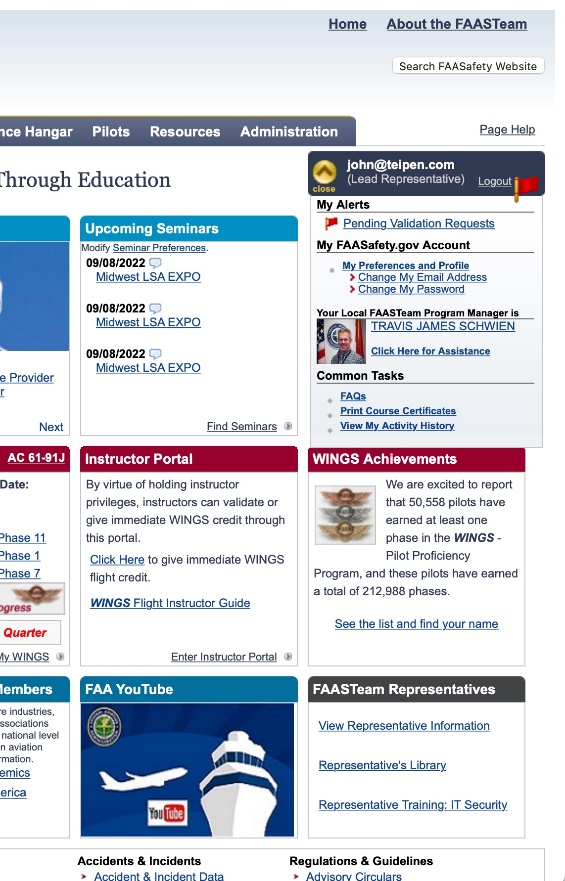 Home About the FAASTeam
Search FAASafety Website
nce Hangar Pilots Resources Administration
Page Help
Through Education
john@teipen.com
(Lead Representative)
Logout
close
My Alerts
Pending Validation Requests
My FAASafety.gov Account
My Preferences and Profile
Change My Email Address
Change My Password
Your Local FAASTeam Program Manager is
TRAVIS JAMES SCHWIEN
Click Here for Assistance
Common Tasks
FAQs
Print Course Certificates
View My Activity History
Upcoming Seminars
Modify Seminar Preferences.
09/08/2022
Midwest LSA EXPO
09/08/2022
Midwest LSA EXPO
09/08/2022
Midwest LSA EXPO
Find Seminars
e Provider
r
Next
AC 61-91J
Date:
Phase 11
Phase 1
Phase 7
ogress
Quarter
My WINGS
Instructor Portal
By virtue of holding instructor
privileges, instructors can validate or
give immediate WINGS credit through
this portal.
Click Here to give immediate WINGS
flight credit.
WINGS Flight Instructor Guide
Enter Instructor Portal
WINGS Achievements
We are excited to report
that 50,558 pilots have
earned at least one
phase in the WINGS -
Pilot Proficiency
Program, and these pilots have earned
a total of 212,988 phases.
See the list and find your name
Members
re industries,
ssociations
national level
n aviation
rmation.
emics
erica
FAA YouTube
YouTube
FAASTeam Representatives
View Representative Information
Representative's Library
Representative Training: IT Security
Accidents & Incidents
Accident & Incident Data
Regulations & Guidelines
Advisory Circulars